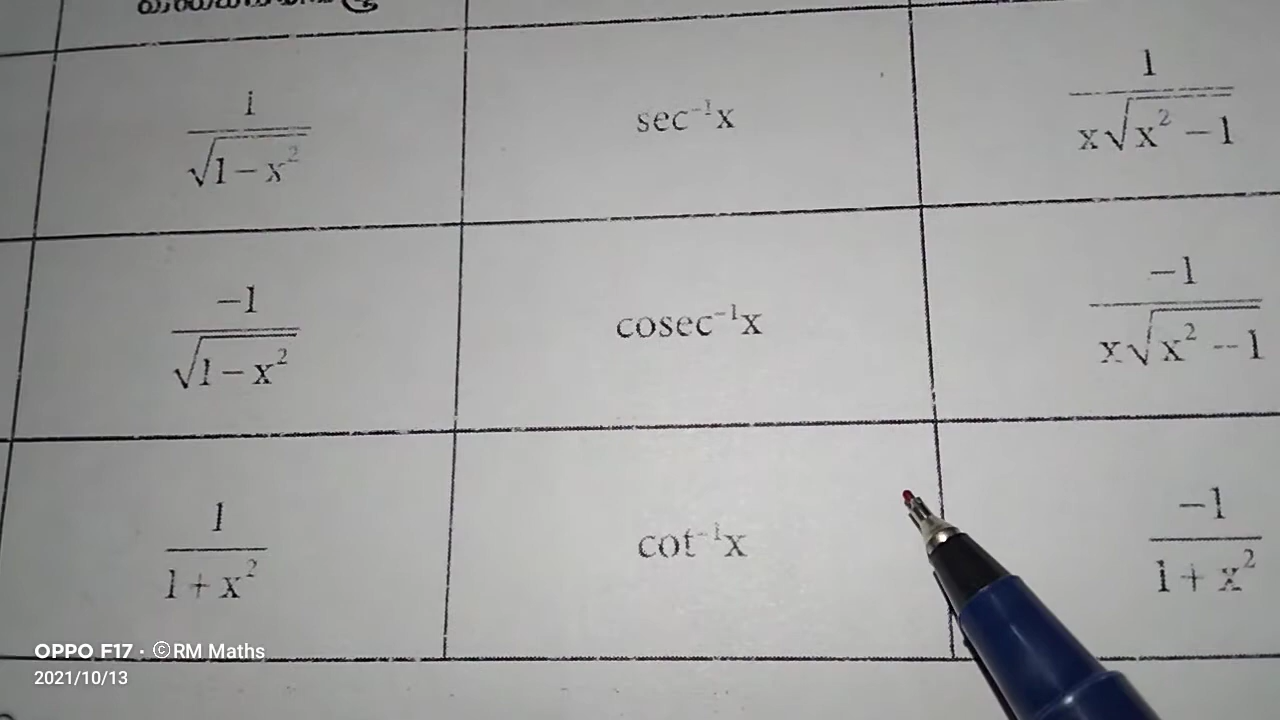 1/√(1−x²) sec⁻¹x 1/(x√(x²−1))
−1/√(1−x²) cosec⁻¹x −1/(x√(x²−1))
1/(1+x²) cot⁻¹x −1/(1+x²)
OPPO F17 · ©RM Maths
2021/10/13